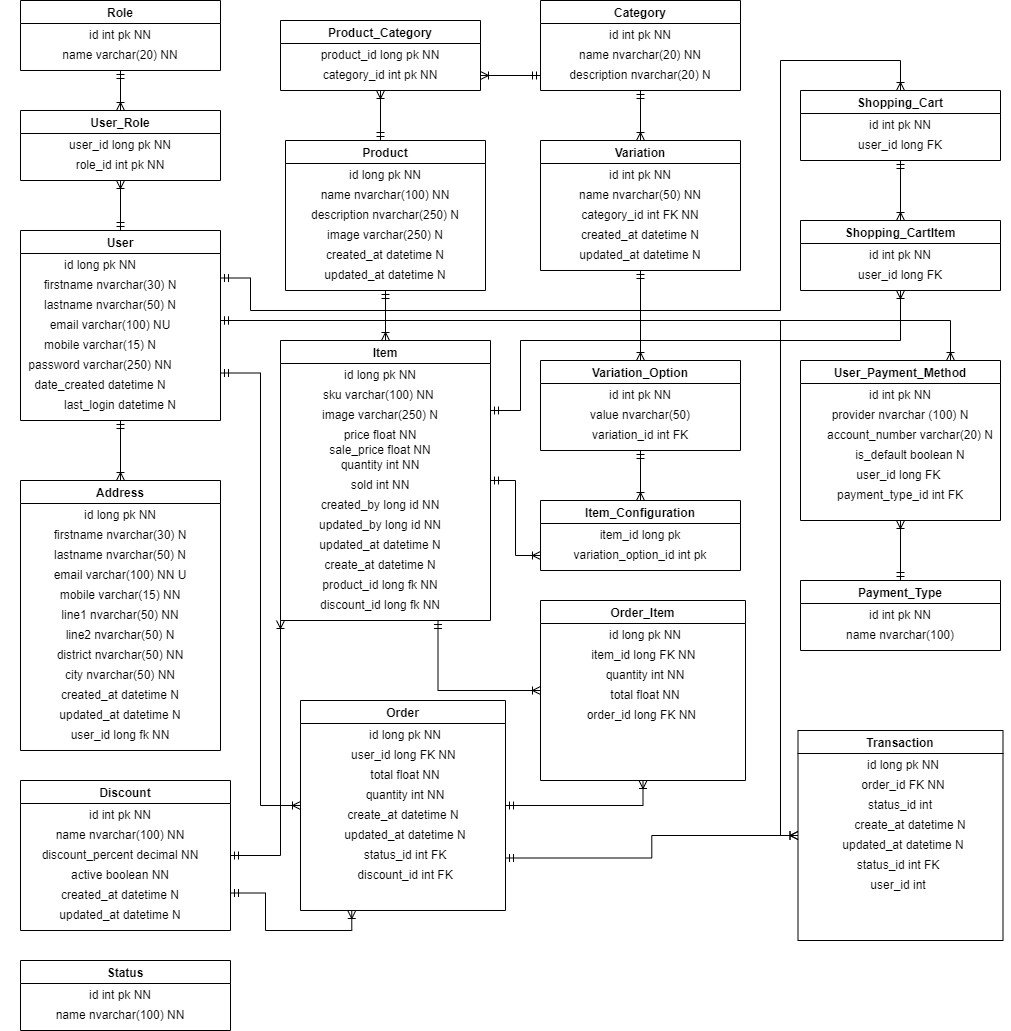 Role
id int pk NN
name varchar(20) NN
User_Role
user_id long pk NN
role_id int pk NN
User
id long pk NN
firstname nvarchar(30) N
lastname nvarchar(50) N
email varchar(100) NU
mobile varchar(15) N
password varchar(250) NN
date_created datetime N
last_login datetime N
Address
id long pk NN
firstname nvarchar(30) N
lastname nvarchar(50) N
email varchar(100) NN U
mobile varchar(15) NN
line1 nvarchar(50) NN
line2 nvarchar(50) N
district nvarchar(50) NN
city nvarchar(50) NN
created_at datetime N
updated_at datetime N
user_id long fk NN
Discount
id int pk NN
name nvarchar(100) NN
discount_percent decimal NN
active boolean NN
created_at datetime N
updated_at datetime N
Status
id int pk NN
name nvarchar(100) NN
Product_Category
product_id long pk NN
category_id int pk NN
Product
id long pk NN
name nvarchar(100) NN
description nvarchar(250) N
image varchar(250) N
created_at datetime N
updated_at datetime N
Item
id long pk NN
sku varchar(100) NN
image varchar(250) N
price float NN
sale_price float NN
quantity int NN
sold int NN
created_by long id NN
updated_by long id NN
updated_at datetime N
create_at datetime N
product_id long fk NN
discount_id long fk NN
Order
id long pk NN
user_id long FK NN
total float NN
quantity int NN
create_at datetime N
updated_at datetime N
status_id int FK
discount_id int FK
Category
id int pk NN
name nvarchar(20) NN
description nvarchar(20) N
Variation
id int pk NN
name nvarchar(50) NN
category_id int FK NN
created_at datetime N
updated_at datetime N
Variation_Option
id int pk NN
value nvarchar(50)
variation_id int FK
Item_Configuration
item_id long pk
variation_option_id int pk
Order_Item
id long pk NN
item_id long FK NN
quantity int NN
total float NN
order_id long FK NN
Shopping_Cart
id int pk NN
user_id long FK
Shopping_CartItem
id int pk NN
user_id long FK
User_Payment_Method
id int pk NN
provider nvarchar (100) N
account_number varchar(20) N
is_default boolean N
user_id long FK
payment_type_id int FK
Payment_Type
id int pk NN
name nvarchar(100)
Transaction
id long pk NN
order_id FK NN
status_id int
create_at datetime N
updated_at datetime N
status_id int FK
user_id int